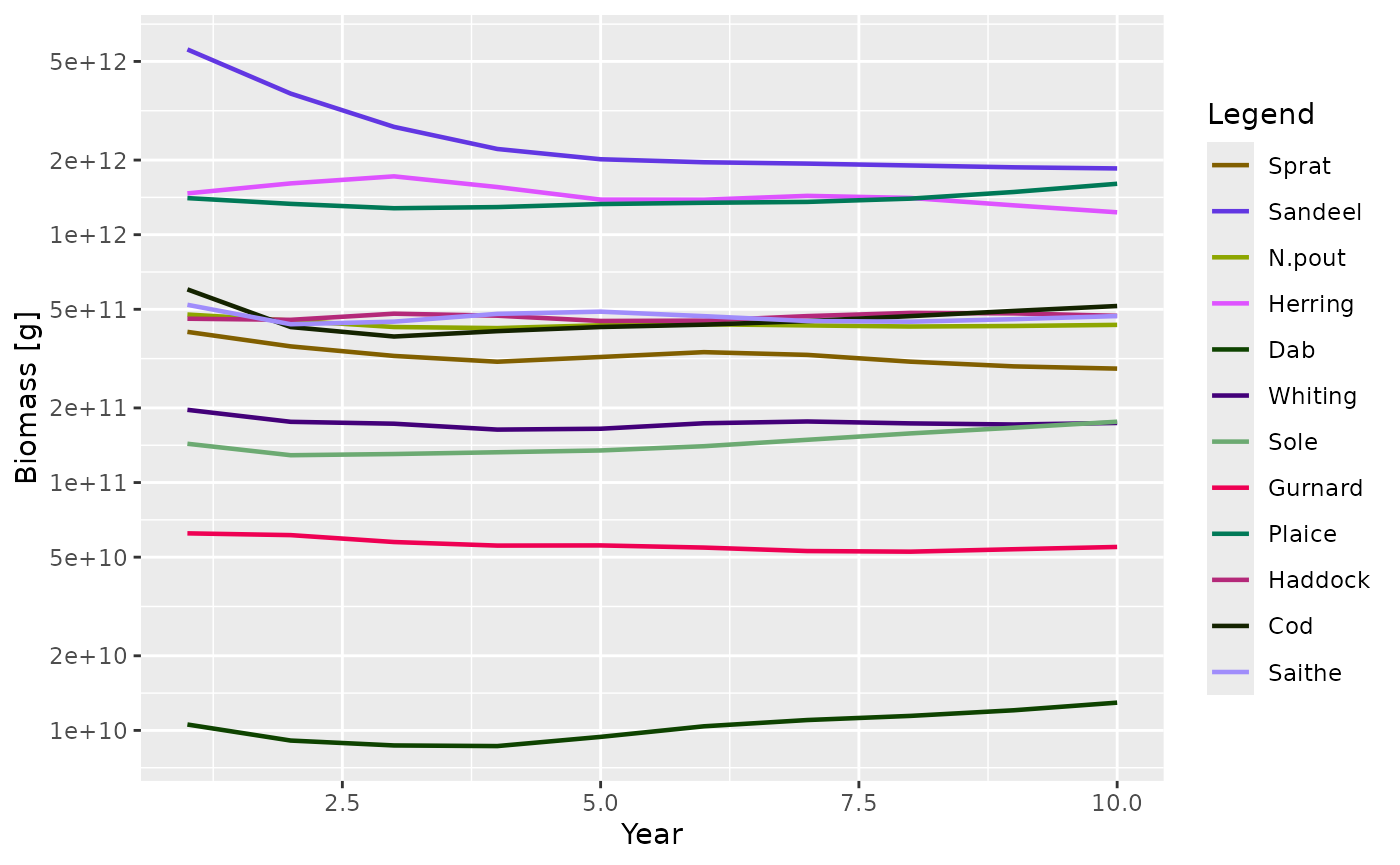 5e+12
2e+12
1e+12
5e+11
2e+11
1e+11
5e+10
2e+10
1e+10
Biomass [g]
2.5 5.0 7.5 10.0
Year
Legend
Sprat
Sandeel
N.pout
Herring
Dab
Whiting
Sole
Gurnard
Plaice
Haddock
Cod
Saithe